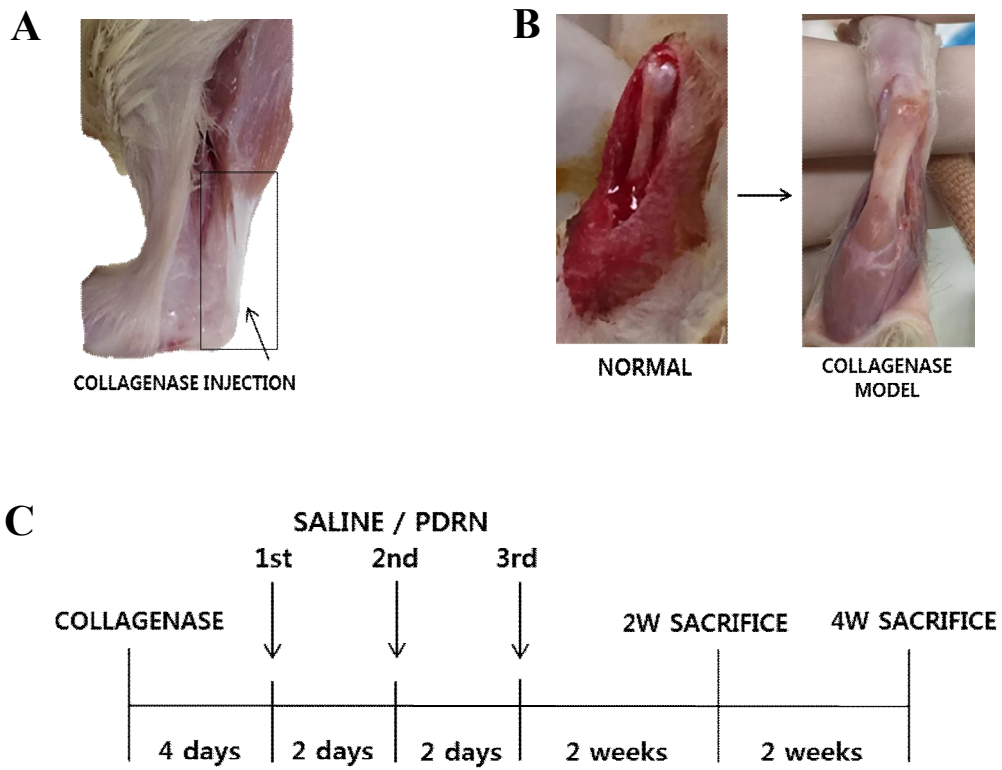 A
COLLAGENASE INJECTION
B
NORMAL
COLLAGENASE
MODEL
C
SALINE / PDRN
1st 2nd 3rd
COLLAGENASE 2W SACRIFICE 4W SACRIFICE
4 days 2 days 2 days 2 weeks 2 weeks